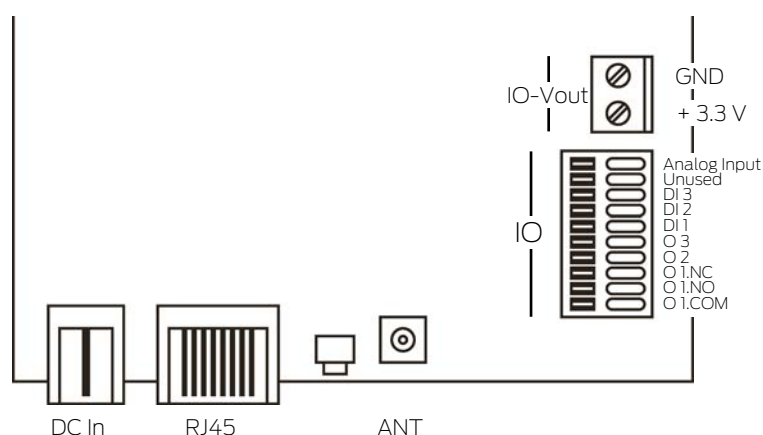 GND
IO-Vout
+ 3.3 V
Analog Input
Unused
DI 3
DI 2
DI 1
IO
O 3
O 2
O 1.NC
O 1.NO
O 1.COM
DC In
RJ45
ANT